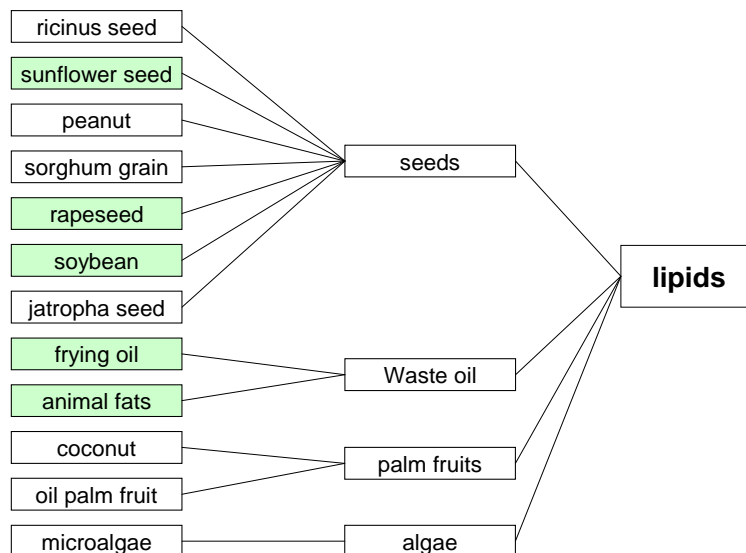 ricinus seed
sunflower seed
peanut
sorghum grain
rapeseed
soybean
jatropha seed
frying oil
animal fats
coconut
oil palm fruit
microalgae
seeds
Waste oil
palm fruits
algae
lipids